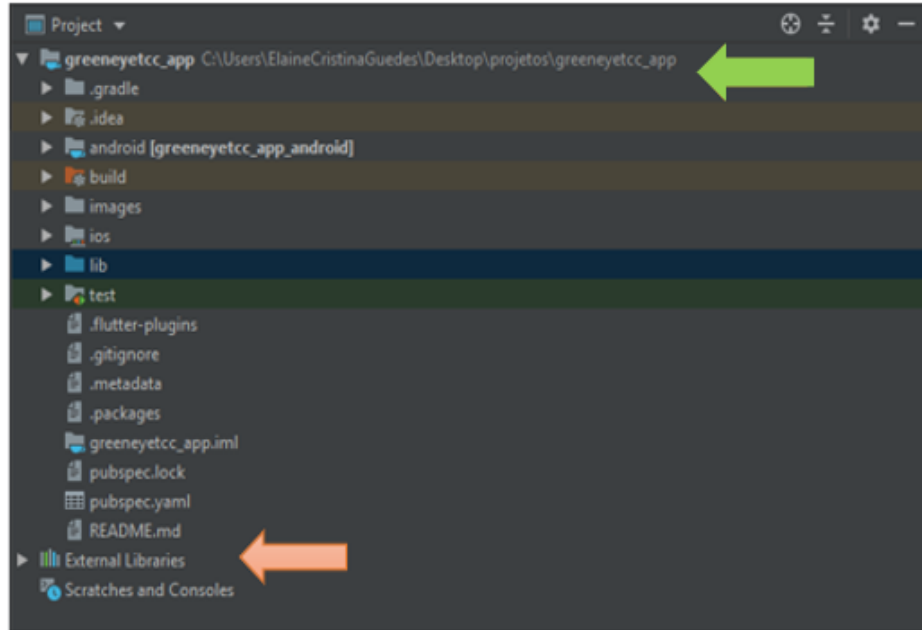 Project
greeneyetcc_app C:\Users\ElaineCristinaGuedes\Desktop\projetos\greeneyetcc_app
.gradle
.idea
android [greeneyetcc_app_android]
build
images
ios
lib
test
.flutter-plugins
.gitignore
.metadata
.packages
greeneyetcc_app.iml
pubspec.lock
pubspec.yaml
README.md
External Libraries
Scratches and Consoles